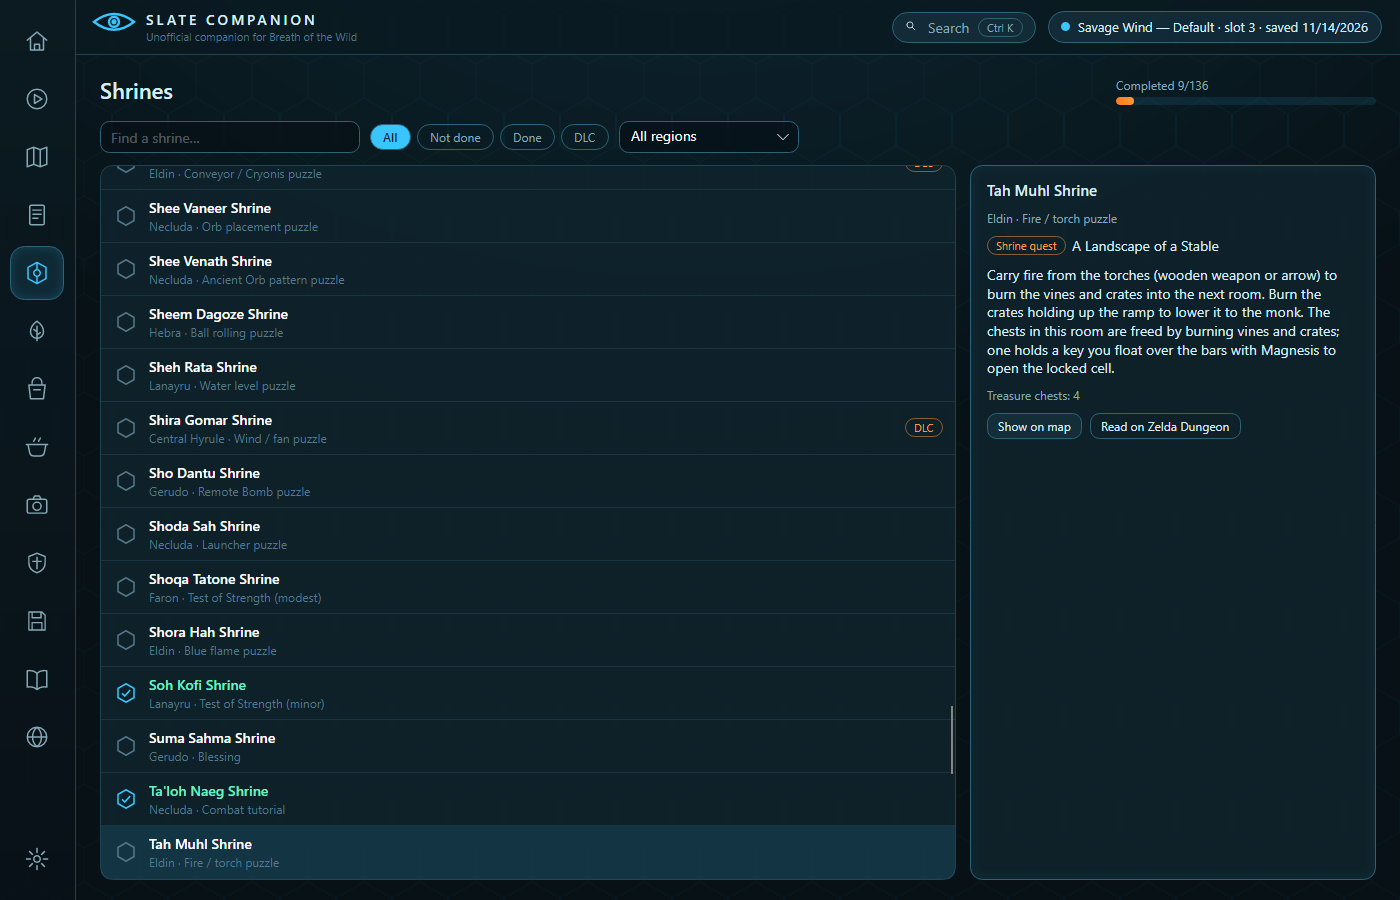 SLATE COMPANION
Unofficial companion for Breath of the Wild
Search Ctrl K
Savage Wind — Default · slot 3 · saved 11/14/2026
Shrines
Completed 9/136
Find a shrine...
All
Not done
Done
DLC
All regions
Eldin · Conveyor / Cryonis puzzle
Shee Vaneer Shrine
Necluda · Orb placement puzzle
Shee Venath Shrine
Necluda · Ancient Orb pattern puzzle
Sheem Dagoze Shrine
Hebra · Ball rolling puzzle
Sheh Rata Shrine
Lanayru · Water level puzzle
Shira Gomar Shrine
Central Hyrule · Wind / fan puzzle
DLC
Sho Dantu Shrine
Gerudo · Remote Bomb puzzle
Shoda Sah Shrine
Necluda · Launcher puzzle
Shoqa Tatone Shrine
Faron · Test of Strength (modest)
Shora Hah Shrine
Eldin · Blue flame puzzle
Soh Kofi Shrine
Lanayru · Test of Strength (minor)
Suma Sahma Shrine
Gerudo · Blessing
Ta'loh Naeg Shrine
Necluda · Combat tutorial
Tah Muhl Shrine
Eldin · Fire / torch puzzle
Tah Muhl Shrine
Eldin · Fire / torch puzzle
Shrine quest A Landscape of a Stable
Carry fire from the torches (wooden weapon or arrow) to
burn the vines and crates into the next room. Burn the
crates holding up the ramp to lower it to the monk. The
chests in this room are freed by burning vines and crates;
one holds a key you float over the bars with Magnesis to
open the locked cell.
Treasure chests: 4
Show on map
Read on Zelda Dungeon